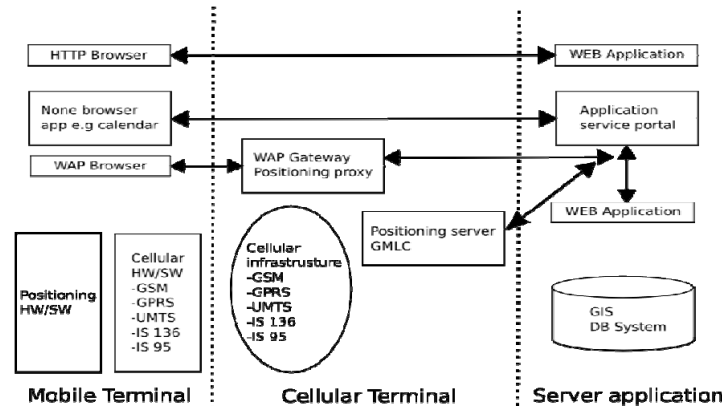 HTTP Browser
WEB Application
None browser
app e.g calendar
Application
service portal
WAP Browser
WAP Gateway
Positioning proxy
WEB Application
Positioning server
GMLC
Positioning
HW/SW
Cellular
HW/SW
-GSM
-GPRS
-UMTS
-IS 136
-IS 95
Cellular
infrastrusture
-GSM
-GPRS
-UMTS
-IS 136
-IS 95
GIS
DB System
Mobile Terminal
Cellular Terminal
Server application